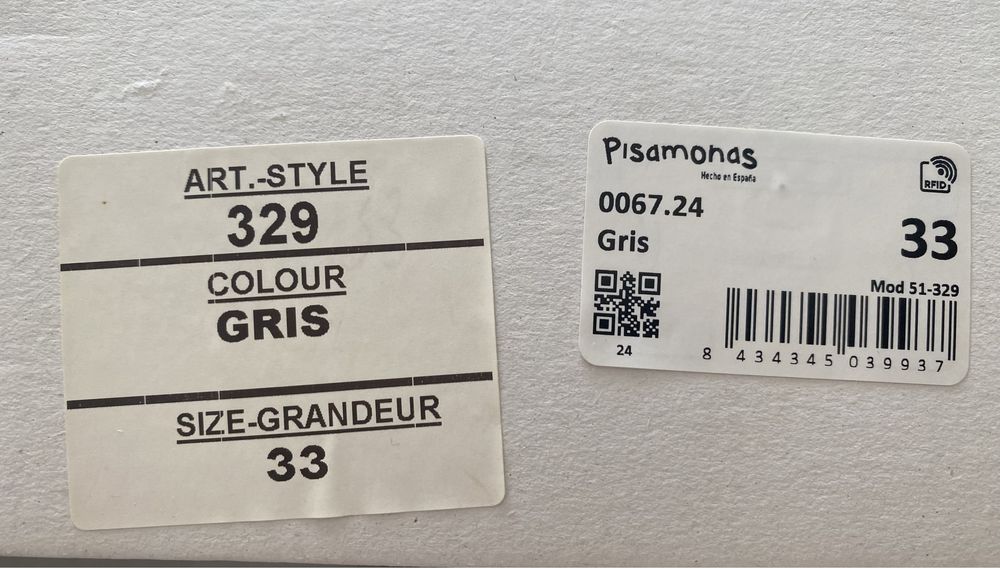 ART.-STYLE
329
COLOUR
GRIS
SIZE-GRANDEUR
33
Pisamonas
Hecho en España
RFID
0067.24
Gris
33
Mod 51-329
24
8 434345 039937